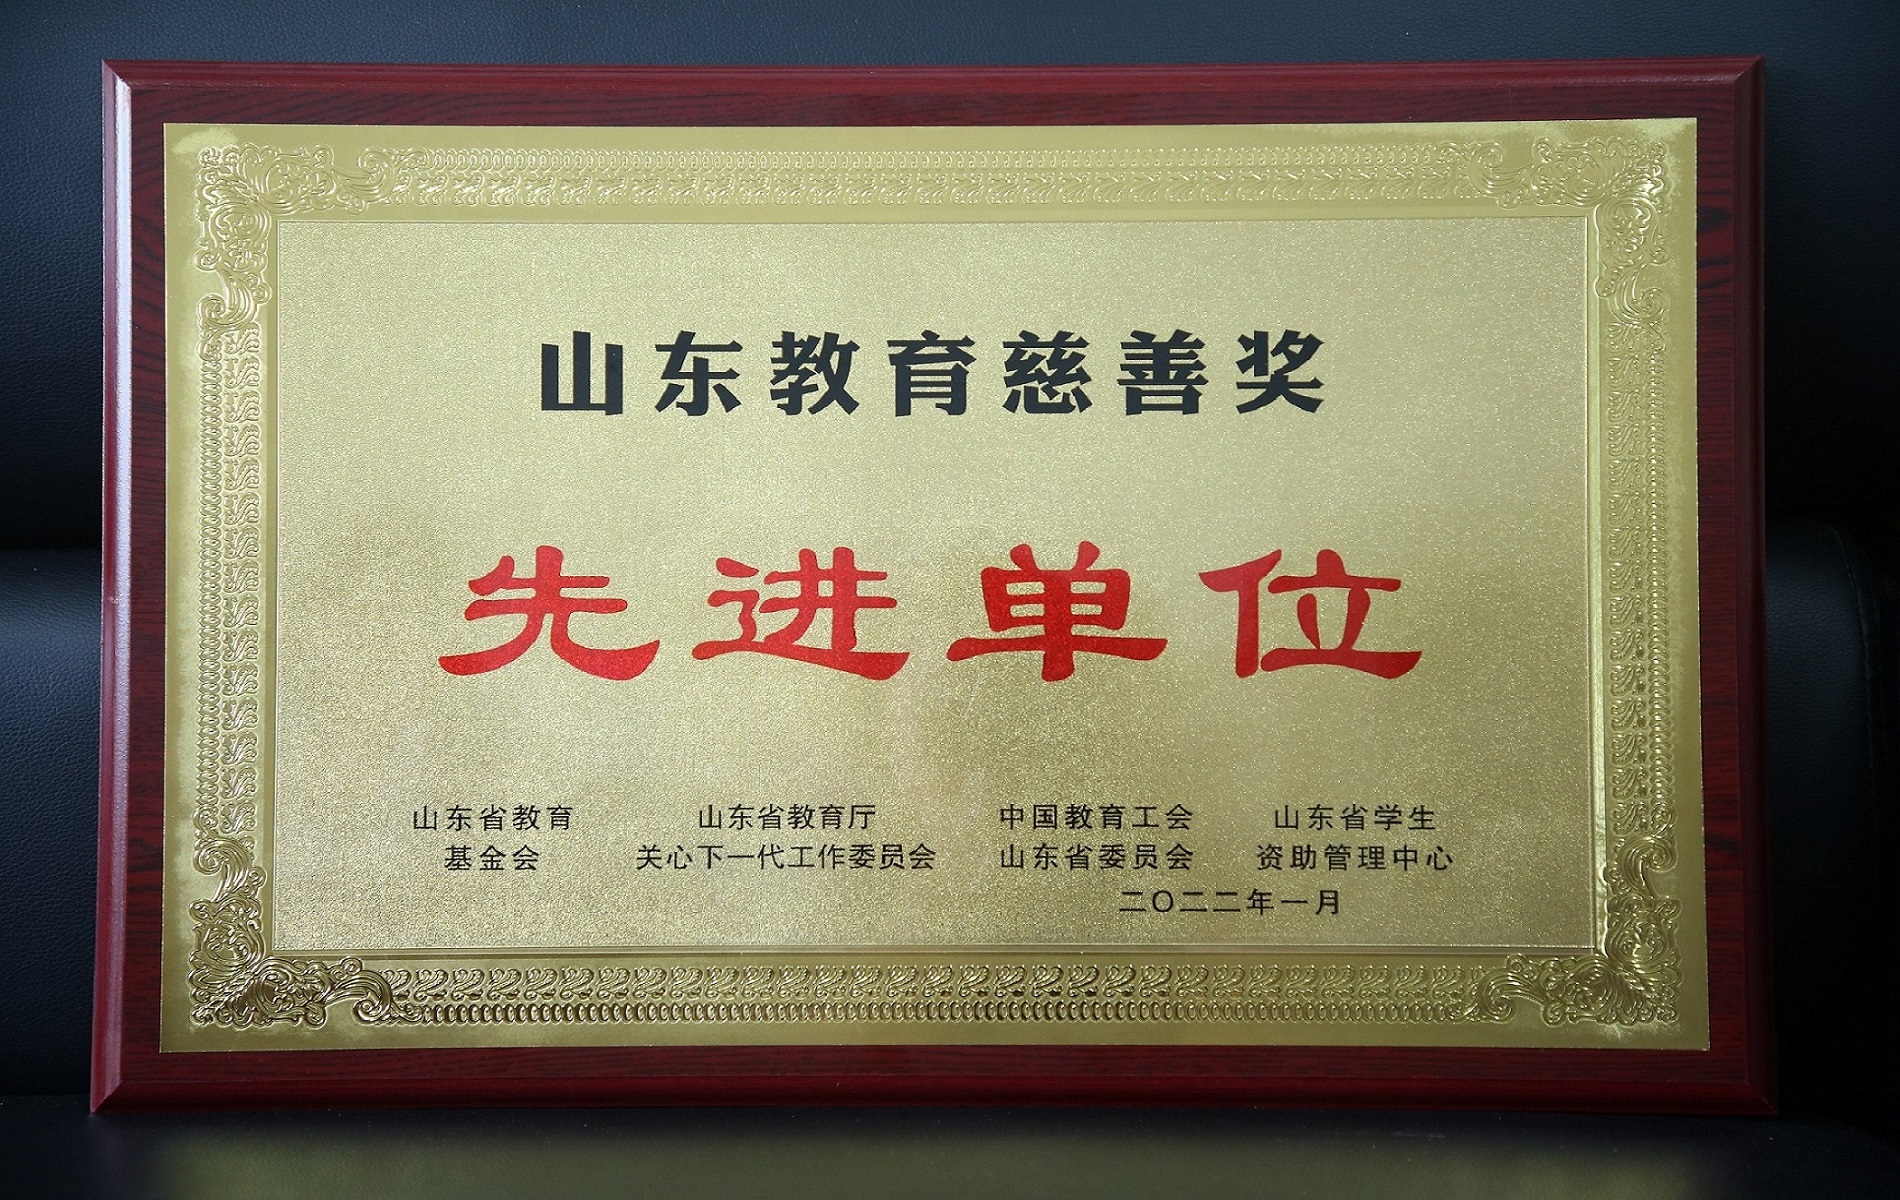 山东教育慈善奖
先进单位
山东省教育 山东省教育厅 中国教育工会 山东省学生
基金会 关心下一代工作委员会 山东省委员会 资助管理中心
二〇二二年一月